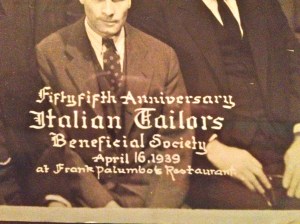 Fiftyfifth Anniversary
Italian Tailors
Beneficial Society
April 16, 1939
at Frank Palumbo's Restaurant